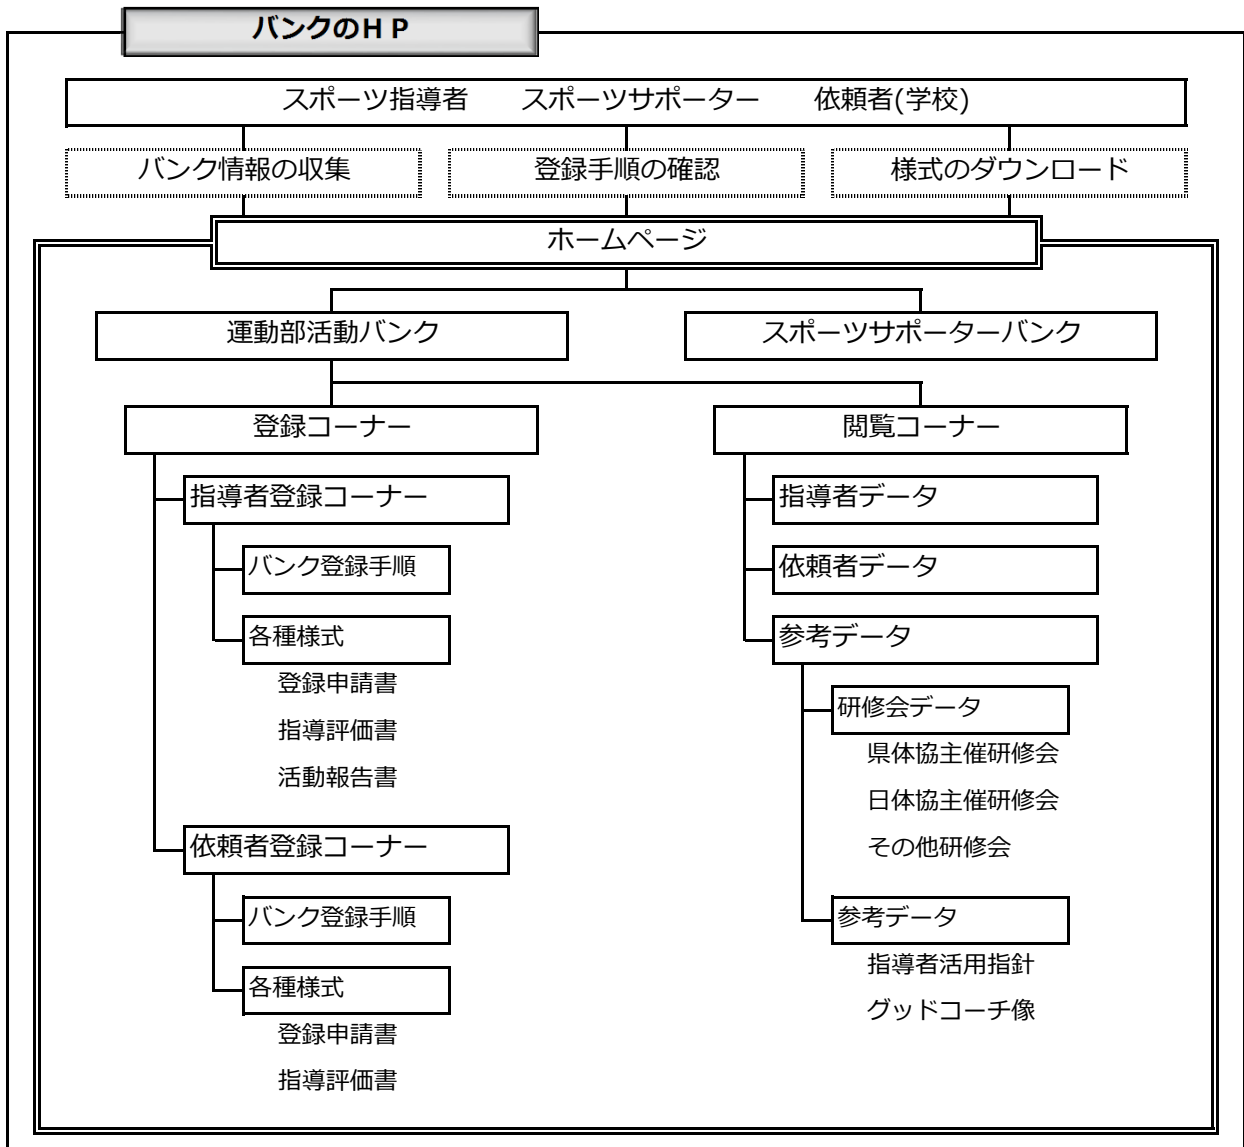 バンクのＨＰ
スポーツ指導者　　スポーツサポーター　　依頼者(学校)
バンク情報の収集　　登録手順の確認　　様式のダウンロード
ホームページ
運動部活動バンク　　スポーツサポーターバンク
登録コーナー
指導者登録コーナー
バンク登録手順
各種様式
登録申請書
指導評価書
活動報告書
依頼者登録コーナー
バンク登録手順
各種様式
登録申請書
指導評価書
閲覧コーナー
指導者データ
依頼者データ
参考データ
研修会データ
県体協主催研修会
日体協主催研修会
その他研修会
参考データ
指導者活用指針
グッドコーチ像